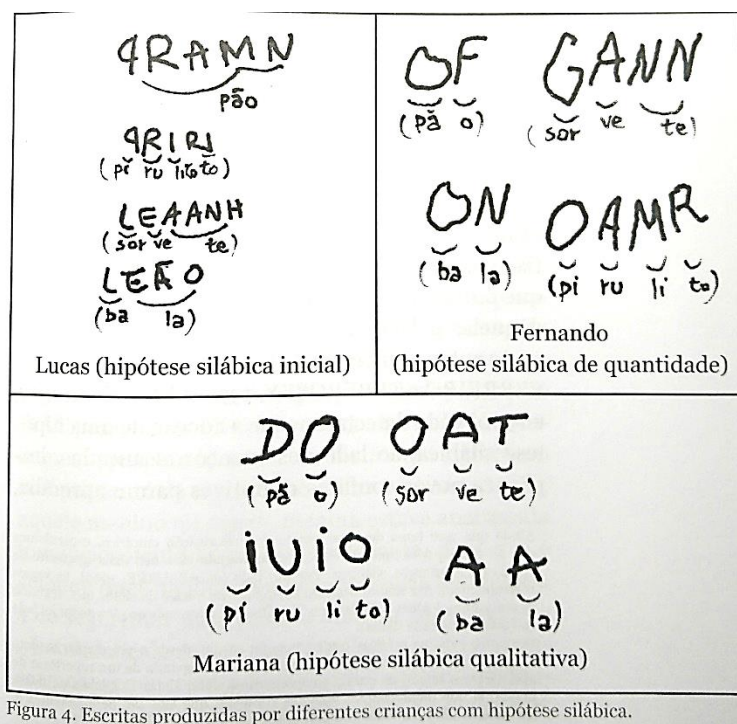 qRAMN
pão
qRIRI
(pi ru li to)
LEAANH
(sor ve te)
LEÃO
(ba la)
Lucas (hipótese silábica inicial)
OF GANN
(pã o) (sor ve te)
ON OAMR
(ba la) (pi ru li to)
Fernando
(hipótese silábica de quantidade)
DO OAT
(pã o) (sor ve te)
iUiO A A
(pi ru li to) (ba la)
Mariana (hipótese silábica qualitativa)
Figura 4. Escritas produzidas por diferentes crianças com hipótese silábica.